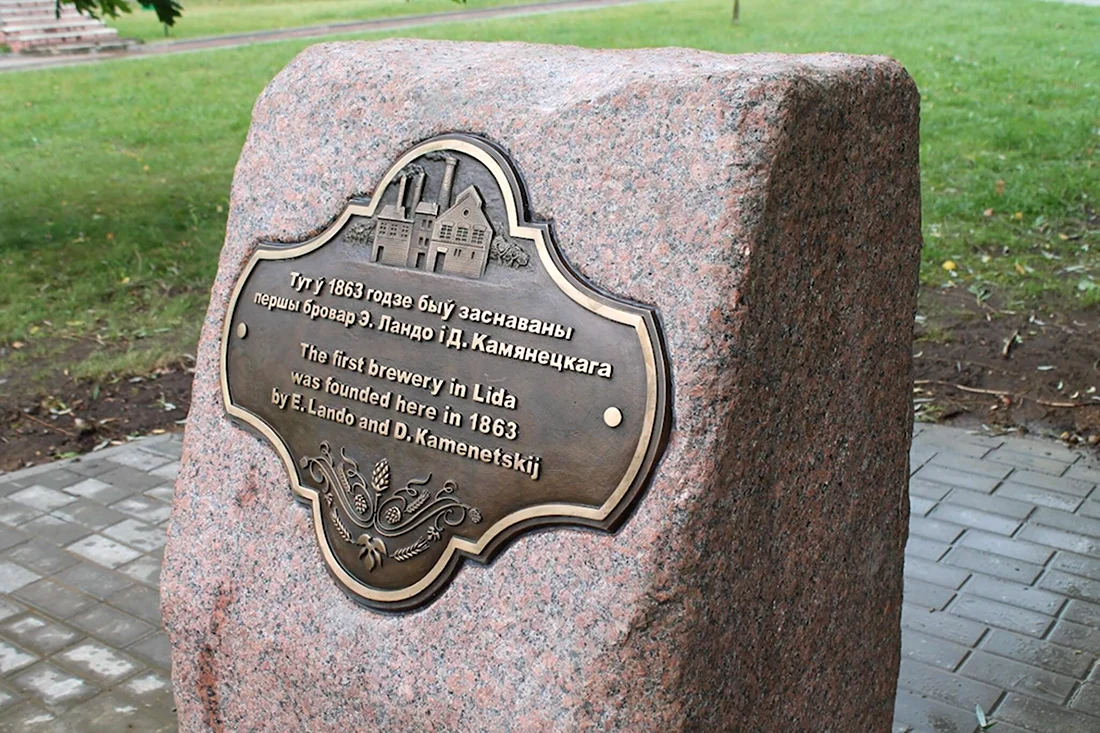 Тут ў 1863 годзе быў заснаваны
першы бровар Э. Ландо і Д. Камянецкага
The first brewery in Lida
was founded here in 1863
by E. Lando and D. Kamenetskij